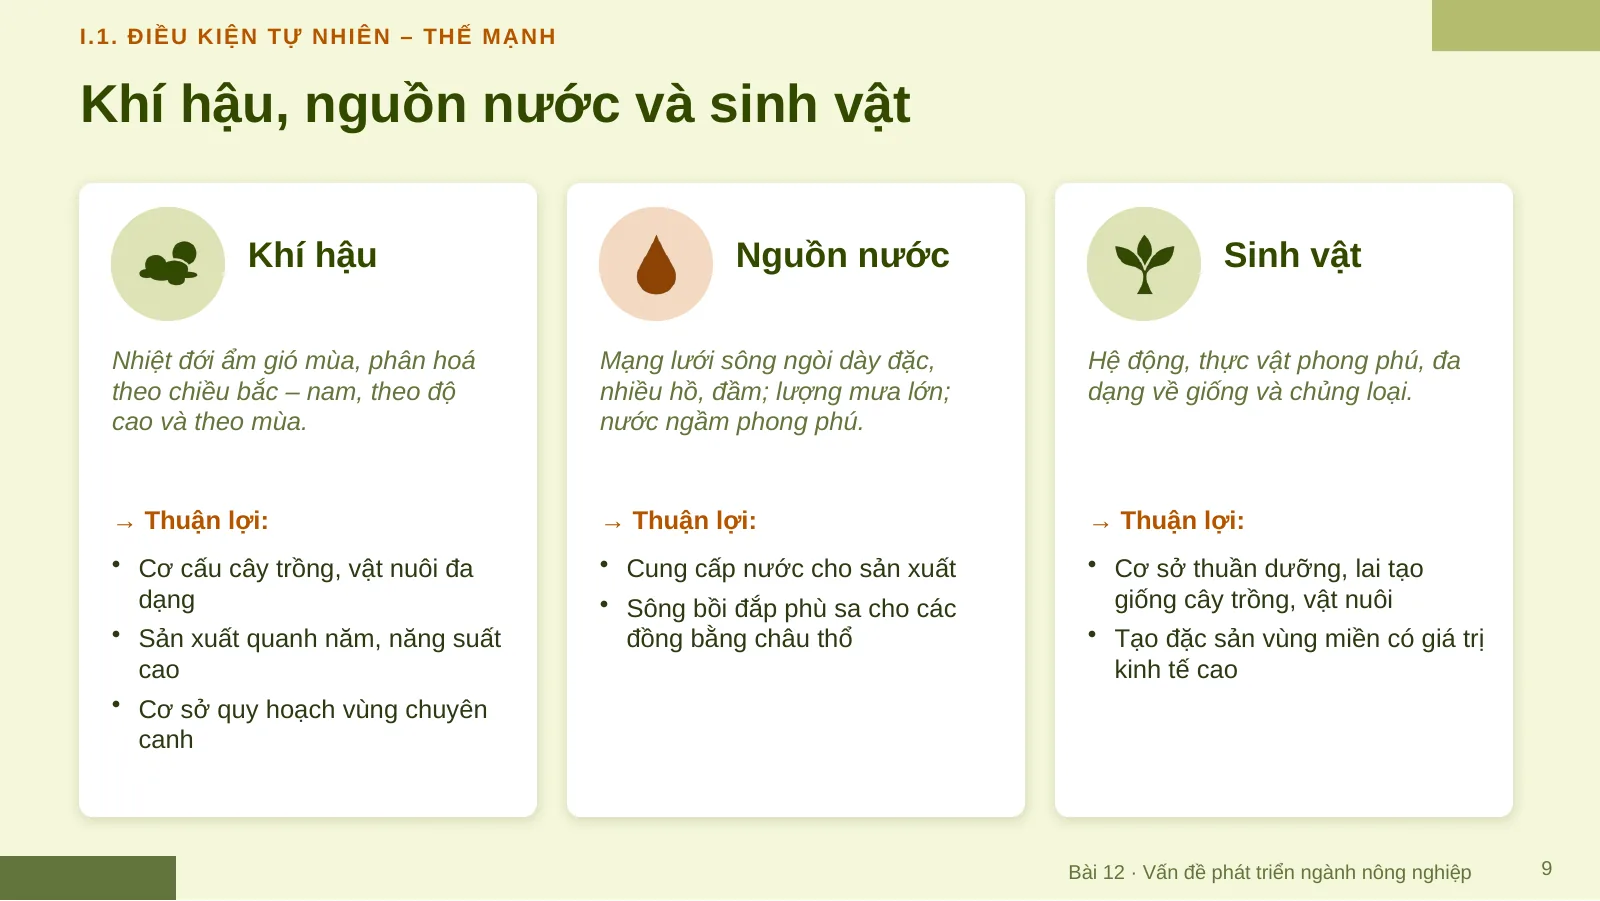 I.1. ĐIỀU KIỆN TỰ NHIÊN – THẾ MẠNH
Khí hậu, nguồn nước và sinh vật
Khí hậu
Nhiệt đới ẩm gió mùa, phân hoá
theo chiều bắc – nam, theo độ
cao và theo mùa.
→ Thuận lợi:
• Cơ cấu cây trồng, vật nuôi đa
dạng
• Sản xuất quanh năm, năng suất
cao
• Cơ sở quy hoạch vùng chuyên
canh
Nguồn nước
Mạng lưới sông ngòi dày đặc,
nhiều hồ, đầm; lượng mưa lớn;
nước ngầm phong phú.
→ Thuận lợi:
• Cung cấp nước cho sản xuất
• Sông bồi đắp phù sa cho các
đồng bằng châu thổ
Sinh vật
Hệ động, thực vật phong phú, đa
dạng về giống và chủng loại.
→ Thuận lợi:
• Cơ sở thuần dưỡng, lai tạo
giống cây trồng, vật nuôi
• Tạo đặc sản vùng miền có giá trị
kinh tế cao
Bài 12 · Vấn đề phát triển ngành nông nghiệp
9